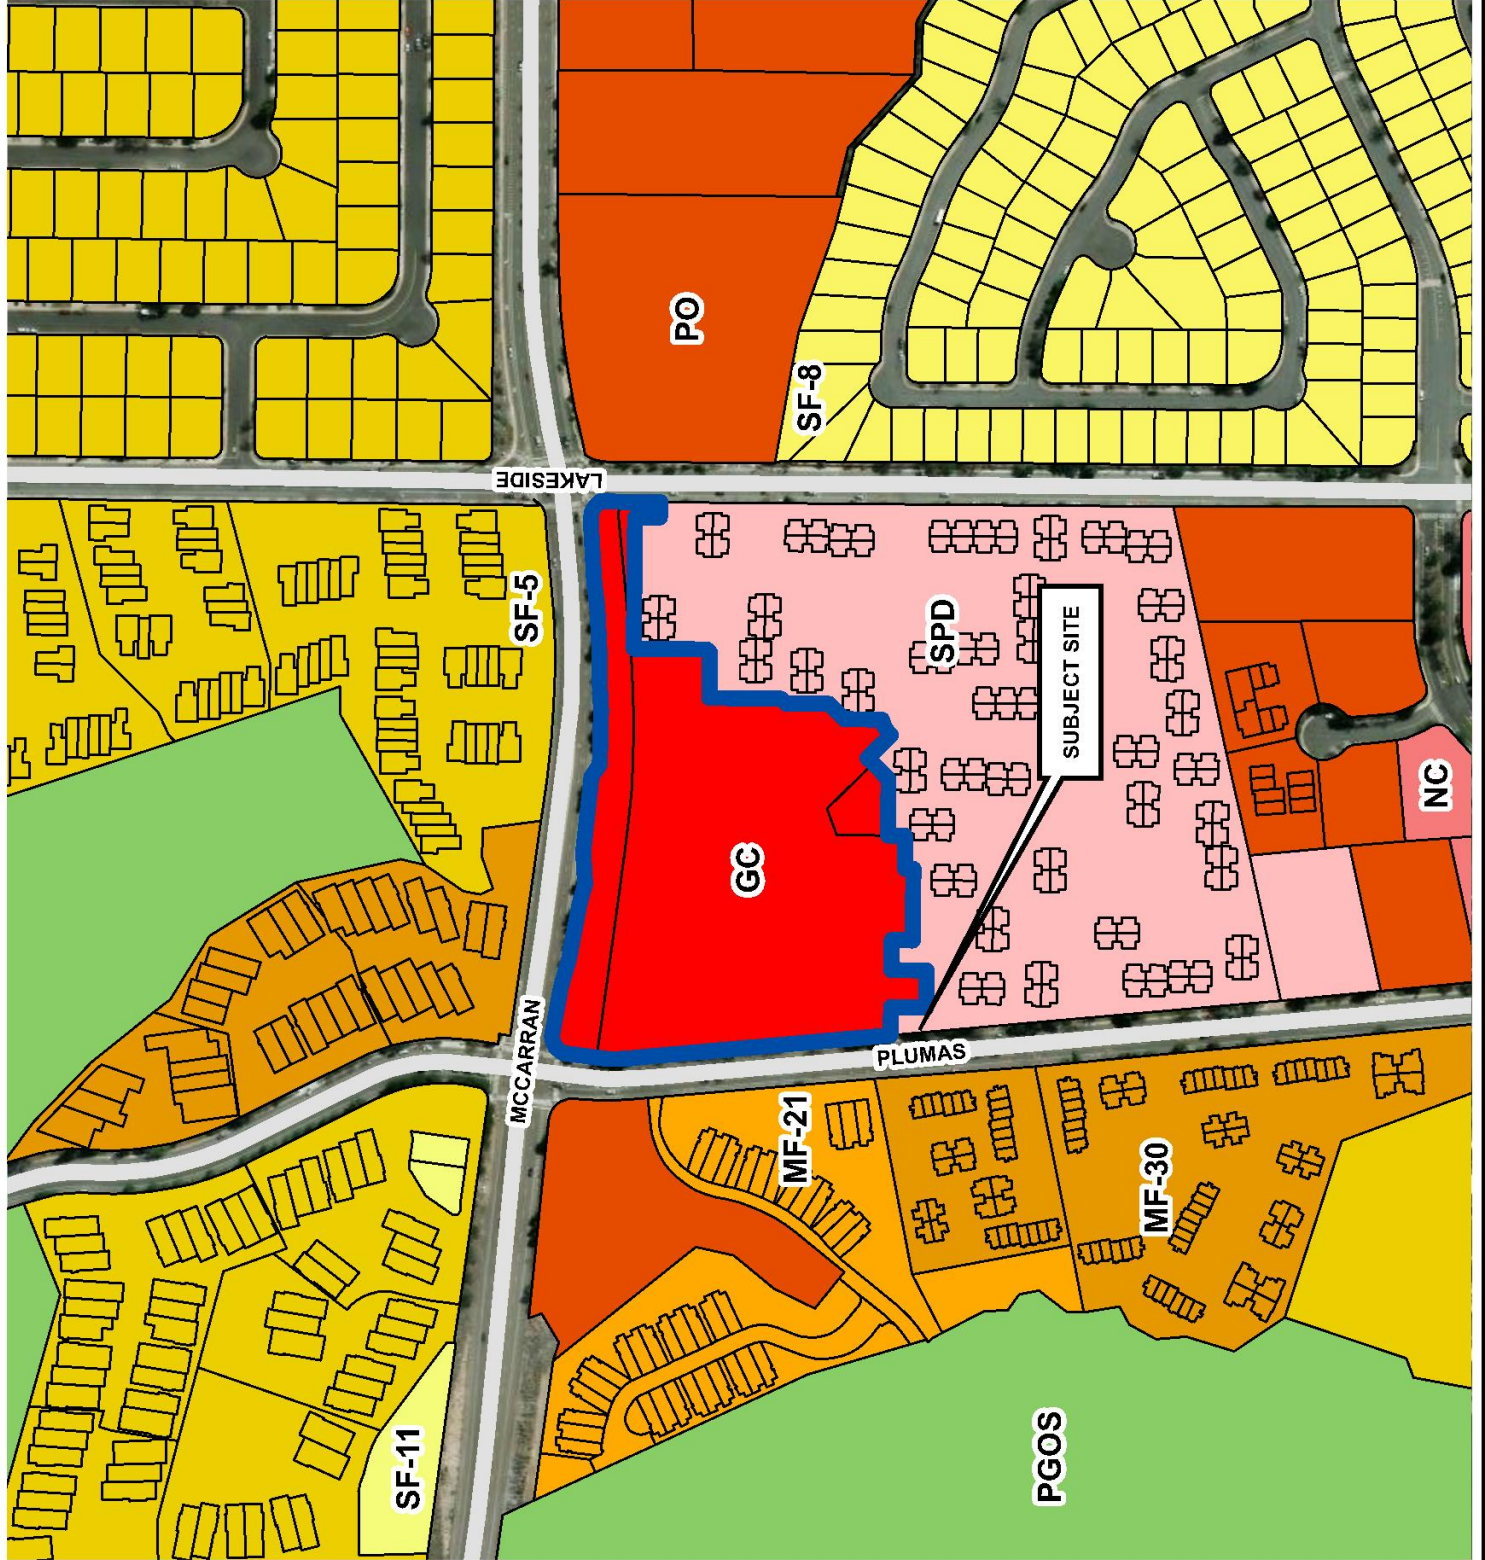 PO
SF-8
LAKESIDE
SF-5
SPD
SUBJECT SITE
NC
GC
MCCARRAN
PLUMAS
MF-21
MF-30
SF-11
PGOS